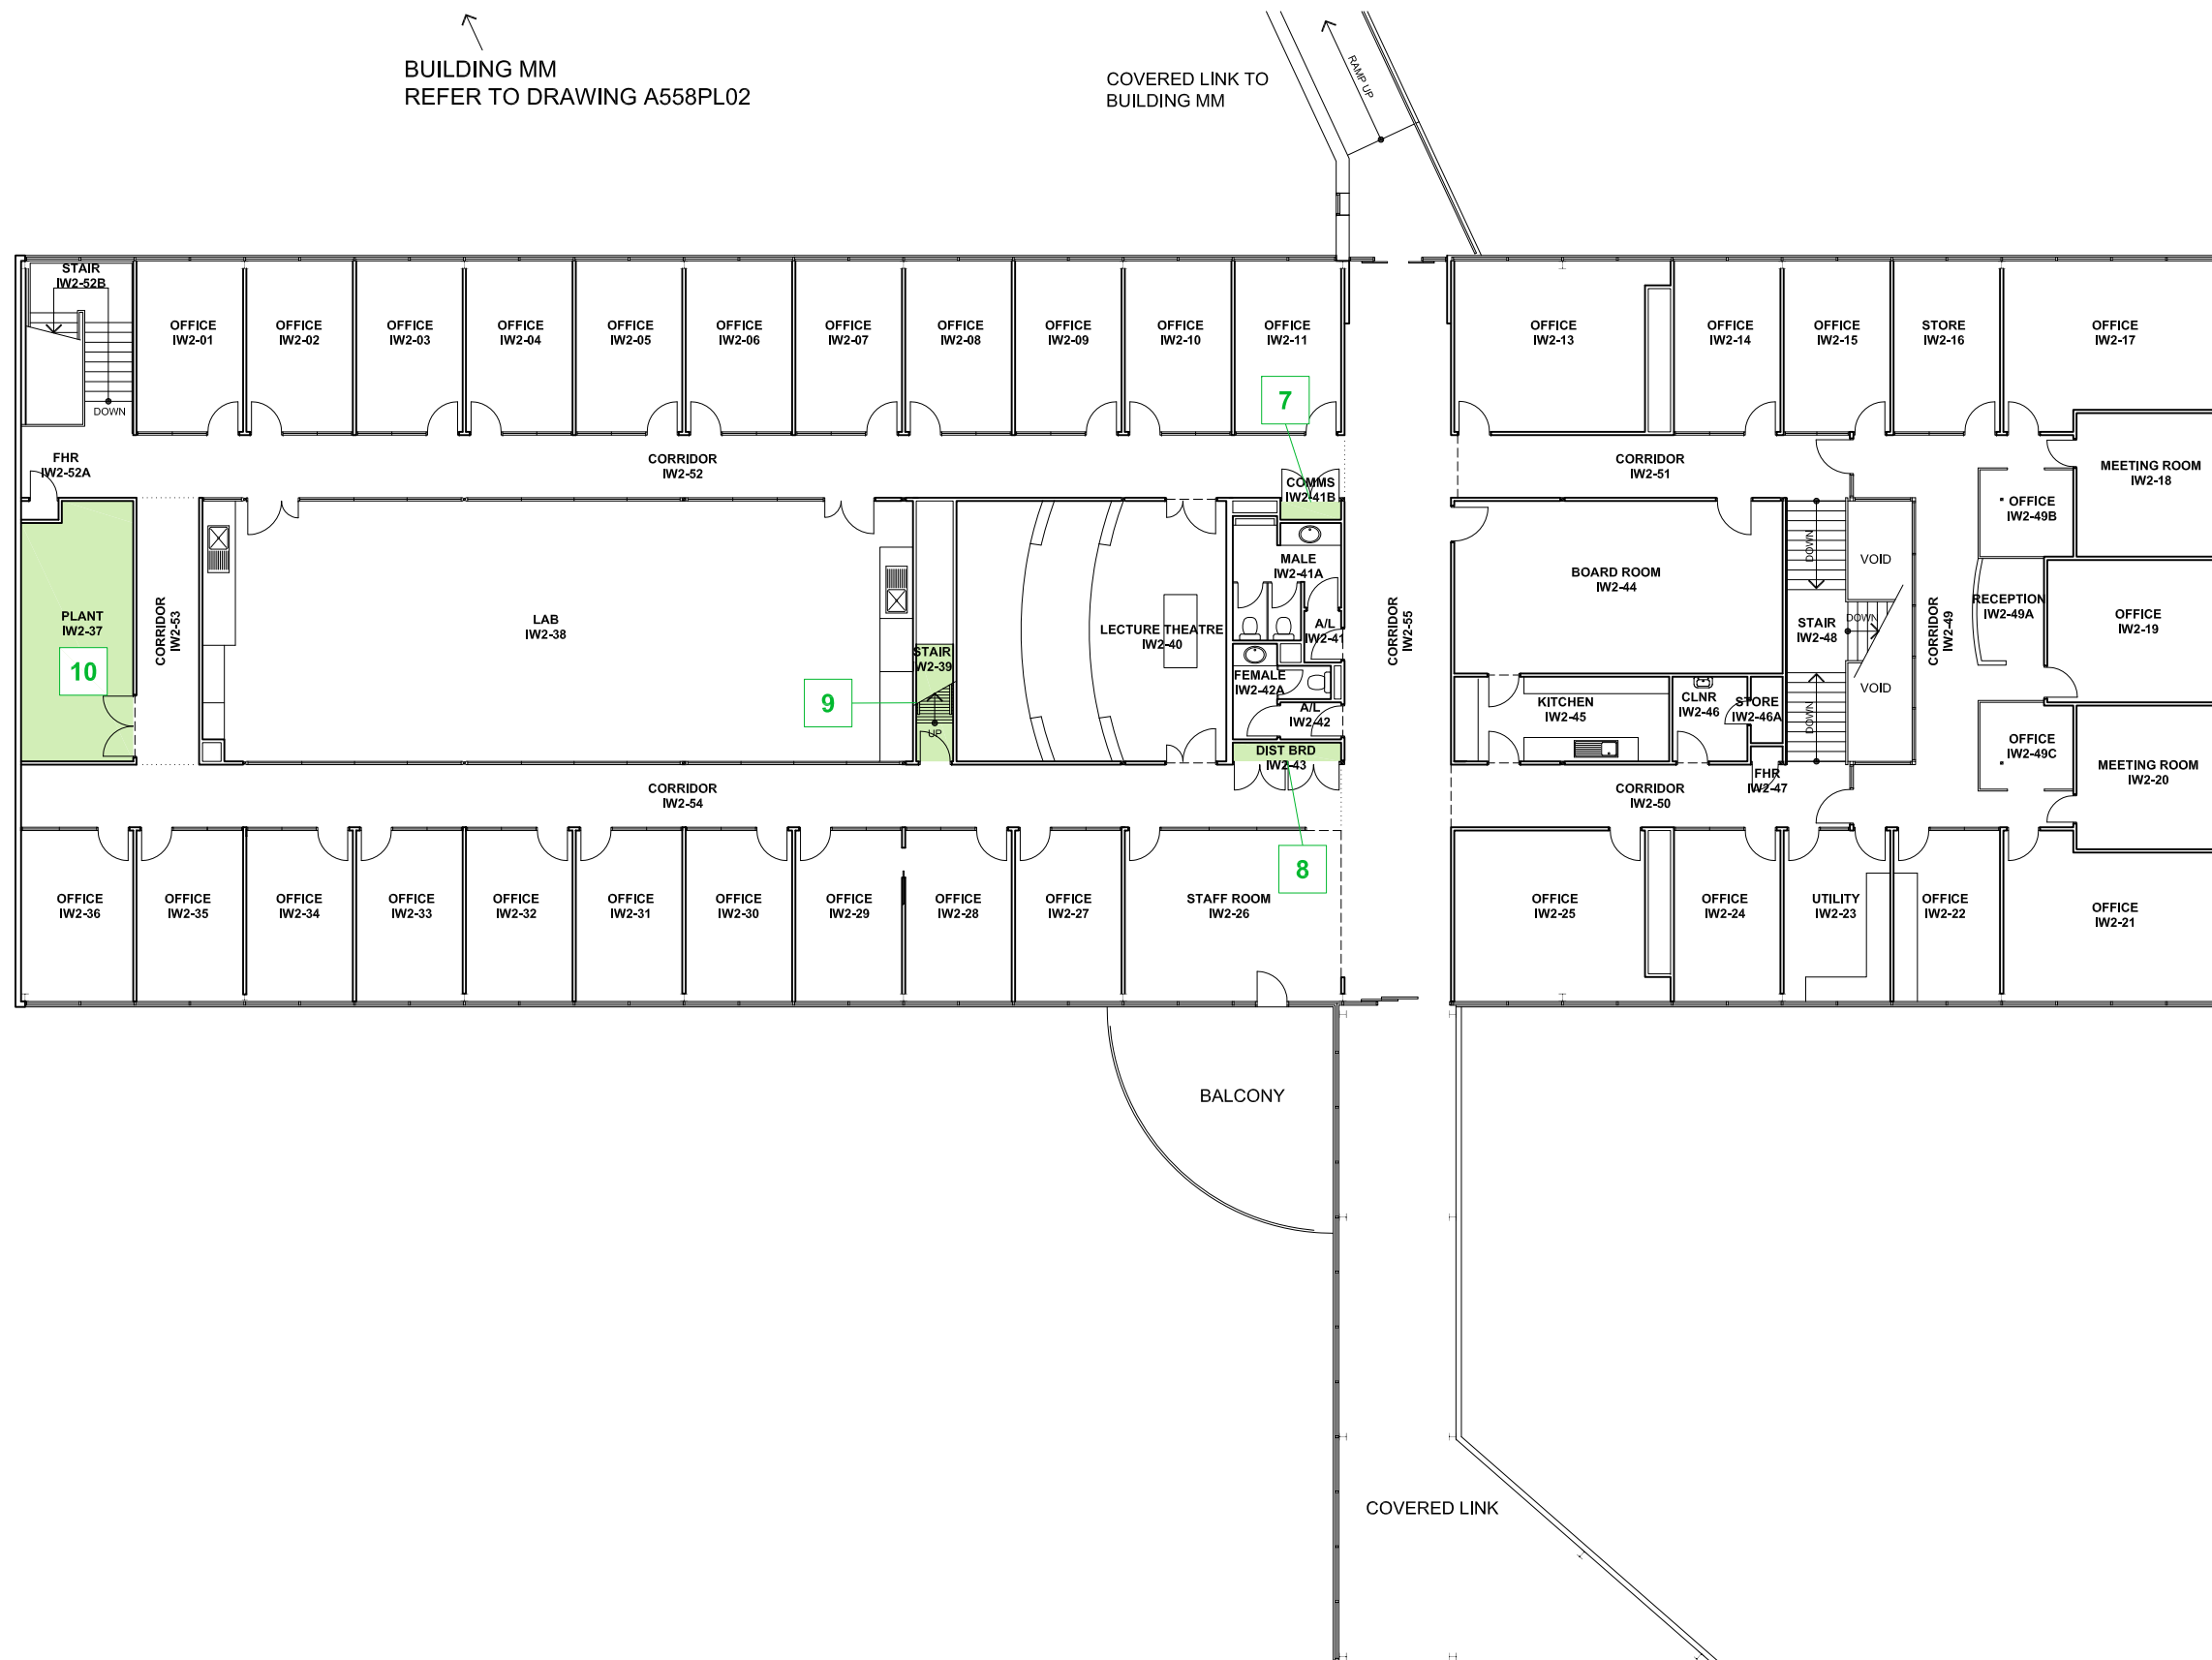 BUILDING MM
REFER TO DRAWING A558PL02
COVERED LINK TO
BUILDING MM
RAMP UP
STAIR
IW2-52B
DOWN
OFFICE
IW2-01
OFFICE
IW2-02
OFFICE
IW2-03
OFFICE
IW2-04
OFFICE
IW2-05
OFFICE
IW2-06
OFFICE
IW2-07
OFFICE
IW2-08
OFFICE
IW2-09
OFFICE
IW2-10
OFFICE
IW2-11
OFFICE
IW2-13
OFFICE
IW2-14
OFFICE
IW2-15
STORE
IW2-16
OFFICE
IW2-17
7
FHR
IW2-52A
CORRIDOR
IW2-52
COMMS
IW2-41B
CORRIDOR
IW2-51
MEETING ROOM
IW2-18
OFFICE
IW2-49B
PLANT
IW2-37
10
CORRIDOR
IW2-53
LAB
IW2-38
9
STAIR
IW2-39
UP
LECTURE THEATRE
IW2-40
MALE
IW2-41A
A/L
IW2-41
FEMALE
IW2-42A
A/L
IW2-42
DIST BRD
IW2-43
CORRIDOR
IW2-55
BOARD ROOM
IW2-44
KITCHEN
IW2-45
CLNR
IW2-46
STORE
IW2-46A
FHR
IW2-47
DOWN
STAIR
IW2-48
DOWN
DOWN
VOID
VOID
CORRIDOR
IW2-49
RECEPTION
IW2-49A
OFFICE
IW2-19
OFFICE
IW2-49C
MEETING ROOM
IW2-20
CORRIDOR
IW2-54
CORRIDOR
IW2-50
8
OFFICE
IW2-36
OFFICE
IW2-35
OFFICE
IW2-34
OFFICE
IW2-33
OFFICE
IW2-32
OFFICE
IW2-31
OFFICE
IW2-30
OFFICE
IW2-29
OFFICE
IW2-28
OFFICE
IW2-27
STAFF ROOM
IW2-26
OFFICE
IW2-25
OFFICE
IW2-24
UTILITY
IW2-23
OFFICE
IW2-22
OFFICE
IW2-21
BALCONY
COVERED LINK